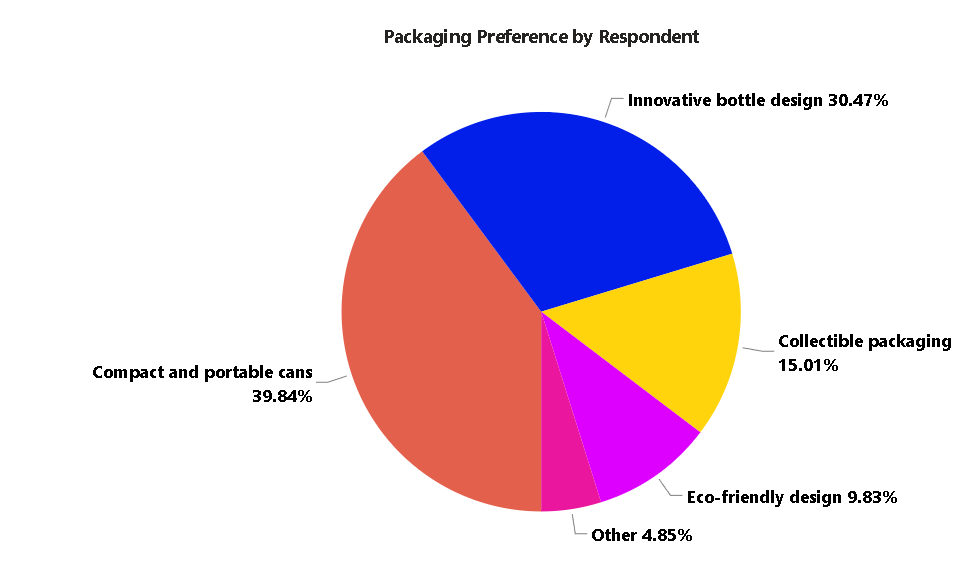 Packaging Preference by Respondent
Innovative bottle design 30.47%
Collectible packaging
15.01%
Compact and portable cans
39.84%
Eco-friendly design 9.83%
Other 4.85%